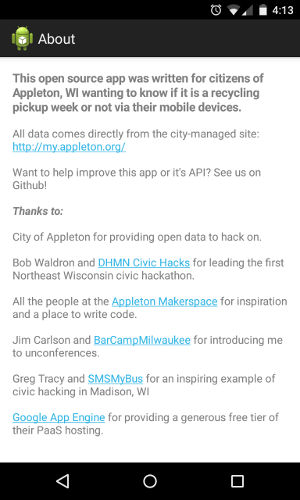 4:13
About
This open source app was written for citizens of
Appleton, WI wanting to know if it is a recycling
pickup week or not via their mobile devices.
All data comes directly from the city-managed site:
http://my.appleton.org/
Want to help improve this app or it's API? See us on
Github!
Thanks to:
City of Appleton for providing open data to hack on.
Bob Waldron and DHMN Civic Hacks for leading the first
Northeast Wisconsin civic hackathon.
All the people at the Appleton Makerspace for inspiration
and a place to write code.
Jim Carlson and BarCampMilwaukee for introducing me
to unconferences.
Greg Tracy and SMSMyBus for an inspiring example of
civic hacking in Madison, WI
Google App Engine for providing a generous free tier of
their PaaS hosting.